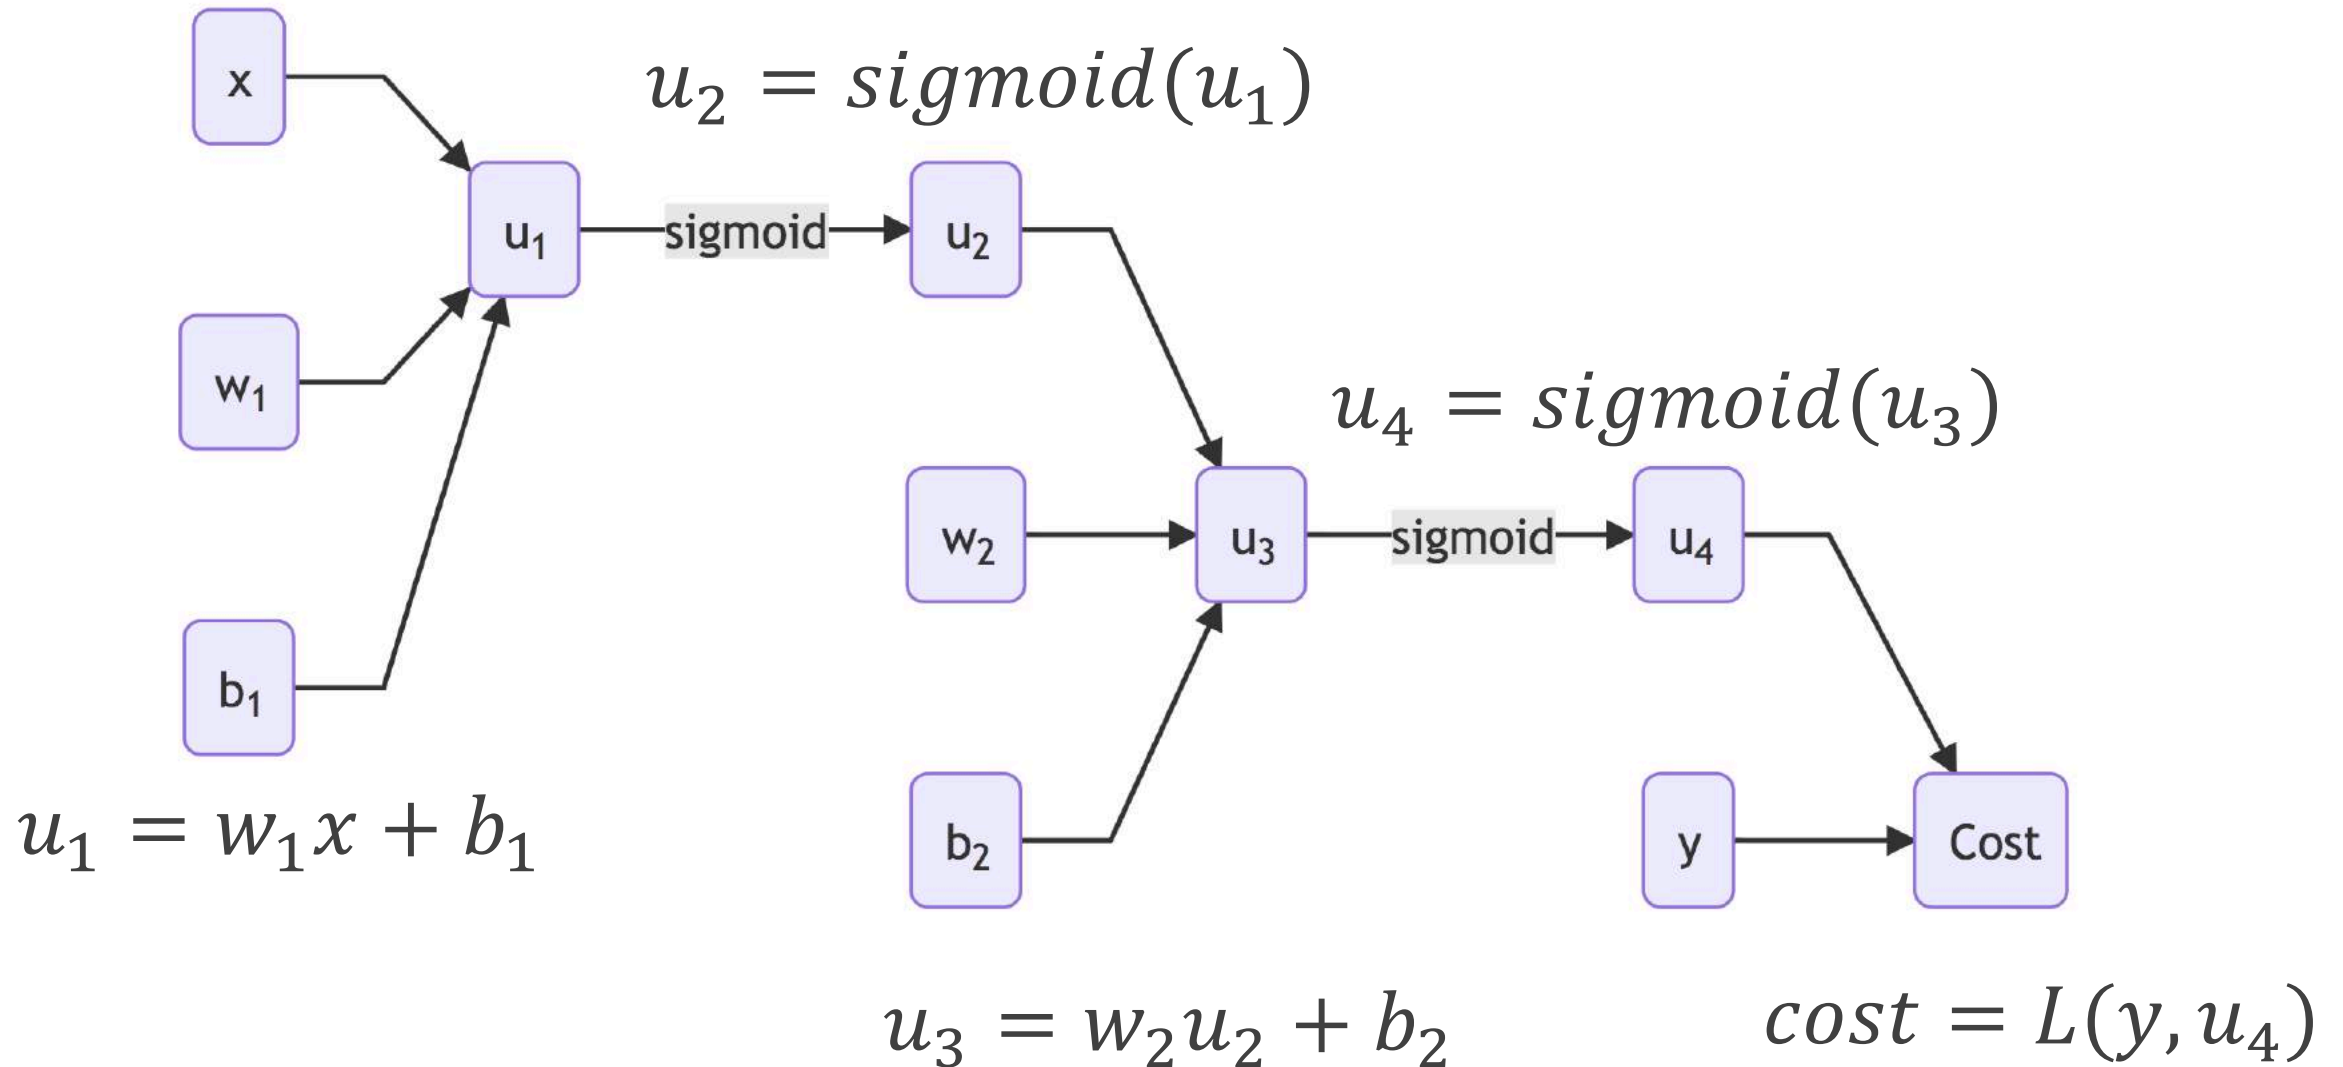 x
u₂ = sigmoid(u₁)
u₁
sigmoid
u₂
w₁
u₄ = sigmoid(u₃)
w₂
u₃
sigmoid
u₄
b₁
u₁ = w₁x + b₁
b₂
y
Cost
u₃ = w₂u₂ + b₂
cost = L(y, u₄)